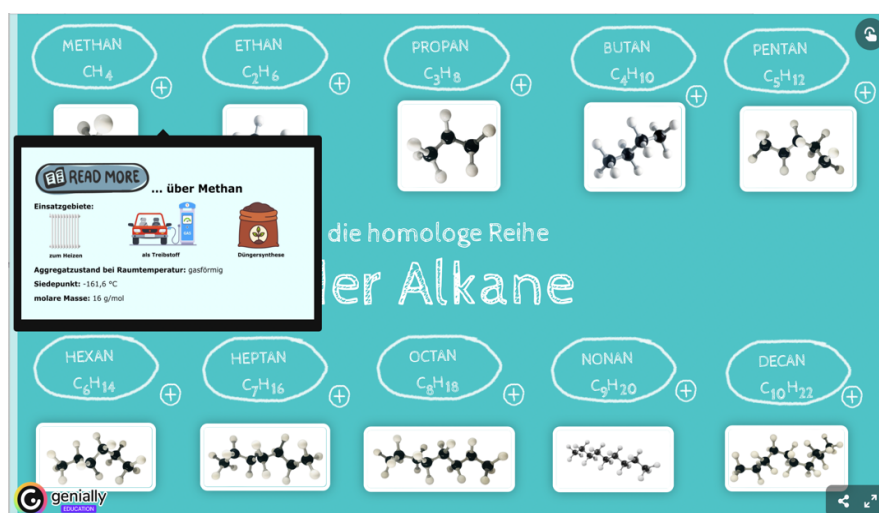 METHAN
CH4
ETHAN
C2H6
PROPAN
C3H8
BUTAN
C4H10
PENTAN
C5H12
READ MORE
... über Methan
Einsatzgebiete:
zum Heizen
GAS
als Treibstoff
Düngersynthese
Aggregatzustand bei Raumtemperatur: gasförmig
Siedepunkt: -161,6 °C
molare Masse: 16 g/mol
die homologe Reihe
der Alkane
HEXAN
C6H14
HEPTAN
C7H16
OCTAN
C8H18
NONAN
C9H20
DECAN
C10H22
genially
EDUCATION